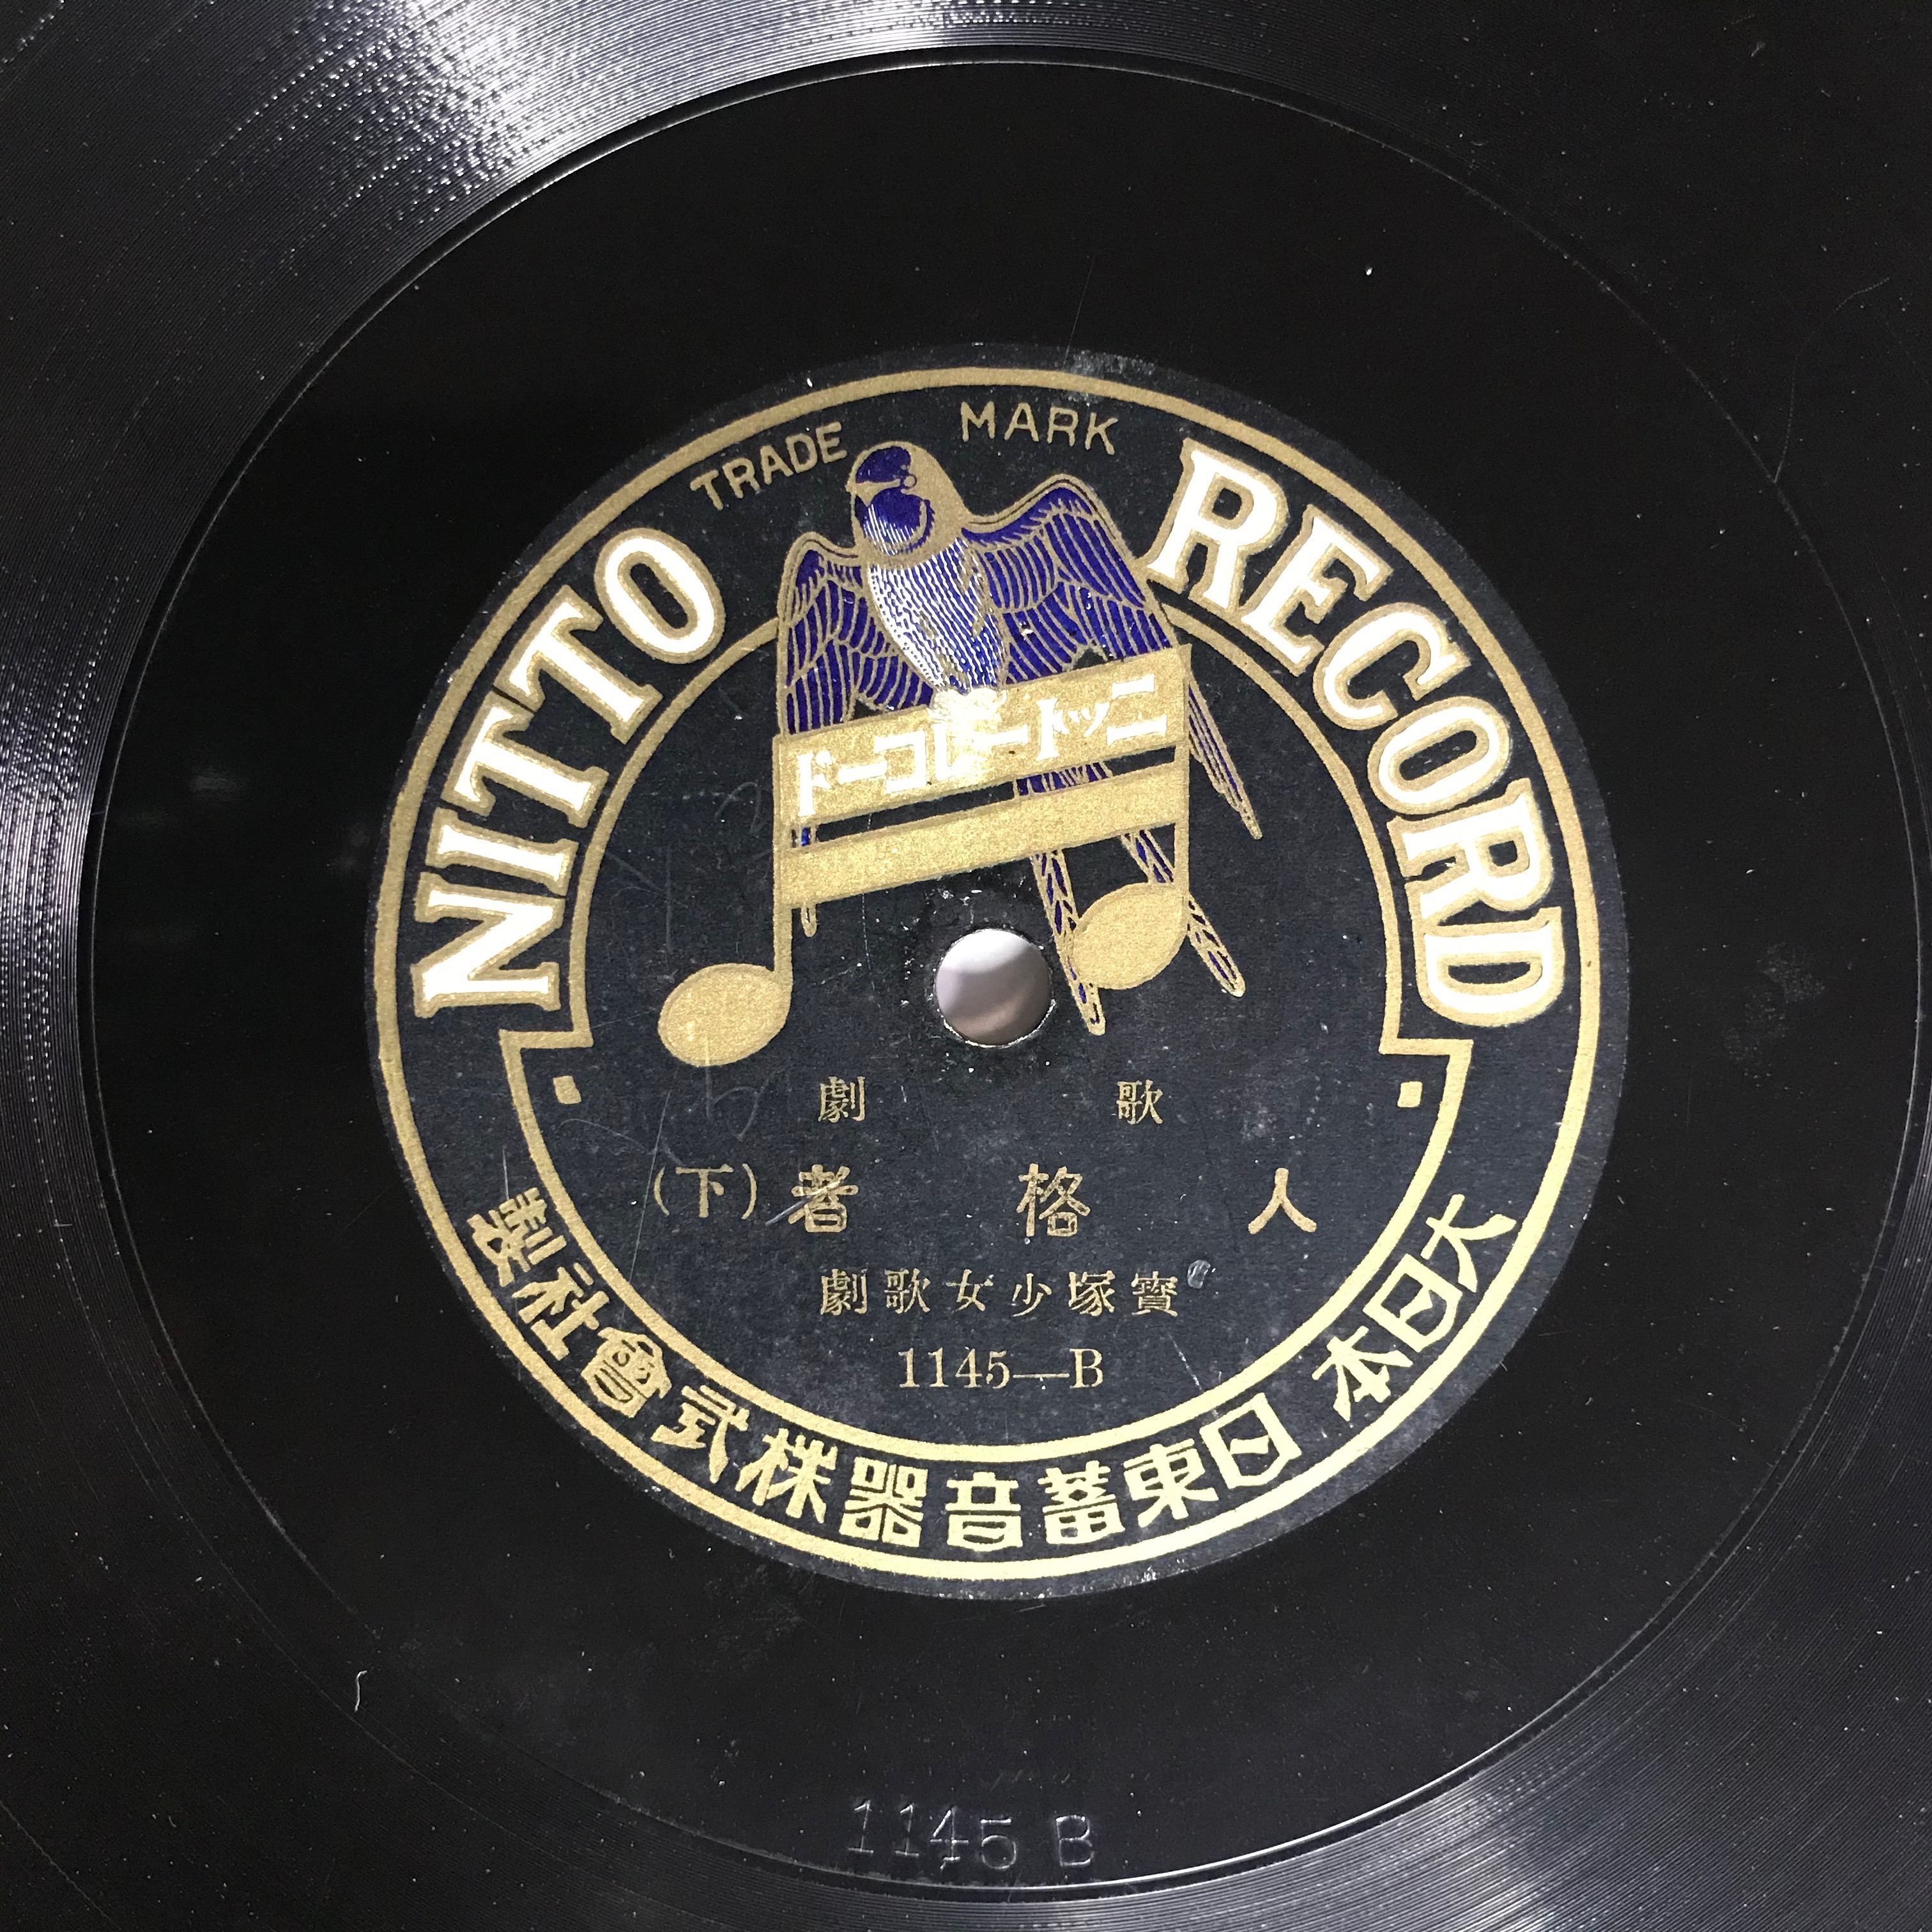 TRADE MARK
NITTO RECORD
ニットーレコード
歌劇
人格者(下)
寶塚少女歌劇
1145—B
大日本 日東蓄音器株式會社製
1145 B